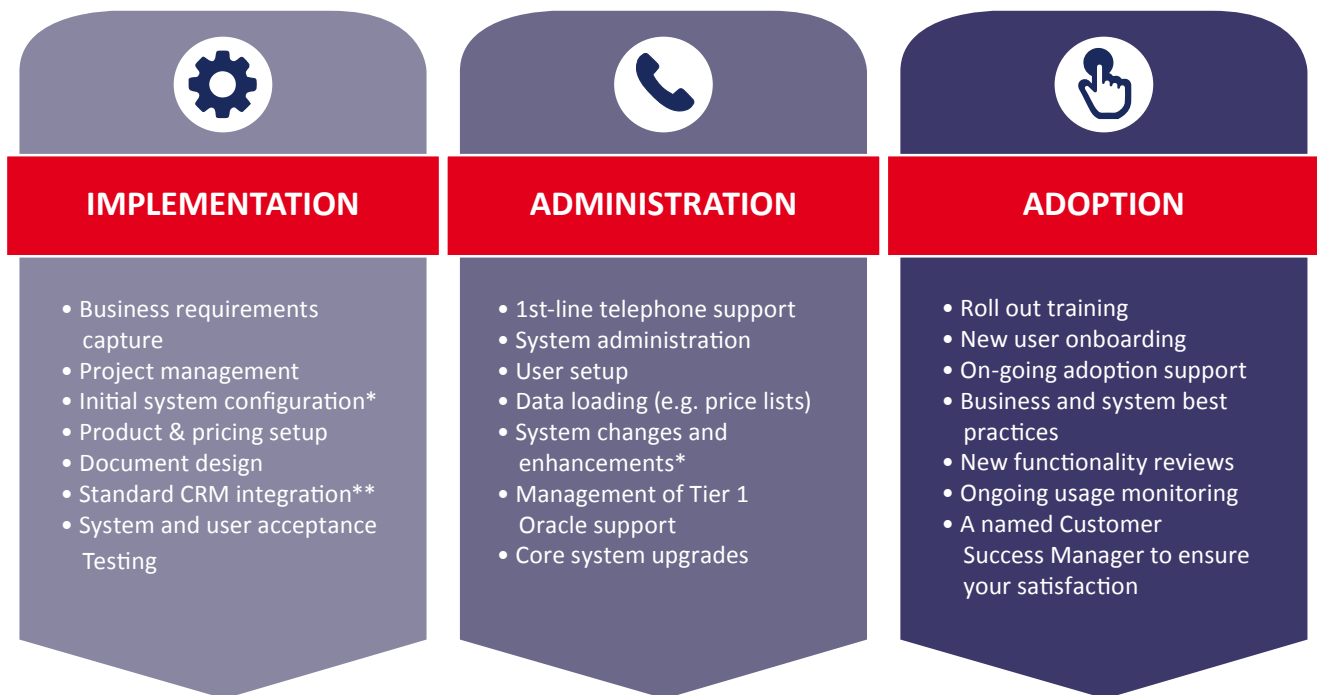 IMPLEMENTATION
• Business requirements
capture
• Project management
• Initial system configuration*
• Product & pricing setup
• Document design
• Standard CRM integration**
• System and user acceptance
Testing
ADMINISTRATION
• 1st-line telephone support
• System administration
• User setup
• Data loading (e.g. price lists)
• System changes and
enhancements*
• Management of Tier 1
Oracle support
• Core system upgrades
ADOPTION
• Roll out training
• New user onboarding
• On-going adoption support
• Business and system best
practices
• New functionality reviews
• Ongoing usage monitoring
• A named Customer
Success Manager to ensure
your satisfaction